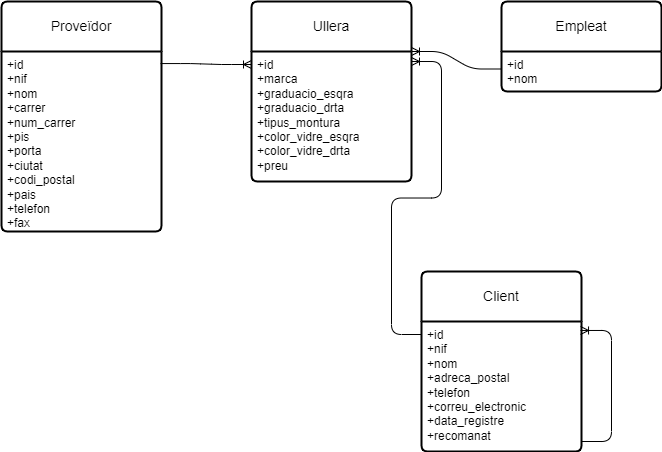 Proveïdor
+id
+nif
+nom
+carrer
+num_carrer
+pis
+porta
+ciutat
+codi_postal
+pais
+telefon
+fax
Ullera
+id
+marca
+graduacio_esqra
+graduacio_drta
+tipus_montura
+color_vidre_esqra
+color_vidre_drta
+preu
Empleat
+id
+nom
Client
+id
+nif
+nom
+adreca_postal
+telefon
+correu_electronic
+data_registre
+recomanat